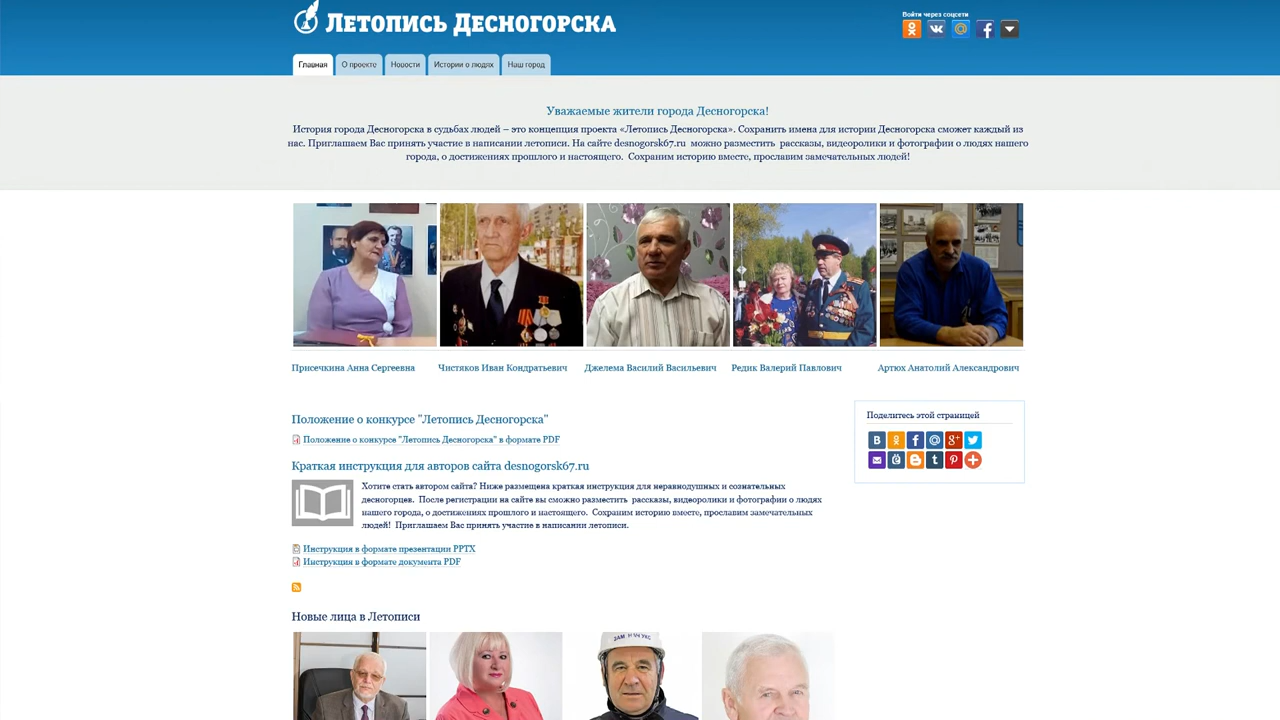 Летопись Десногорска
Войти через соцсети
Главная
О проекте
Новости
Истории о людях
Наш город
Уважаемые жители города Десногорска!
История города Десногорска в судьбах людей – это концепция проекта «Летопись Десногорска». Сохранить имена для истории Десногорска сможет каждый из
нас. Приглашаем Вас принять участие в написании летописи. На сайте desnogorsk67.ru можно разместить рассказы, видеоролики и фотографии о людях нашего
города, о достижениях прошлого и настоящего. Сохраним историю вместе, прославим замечательных людей!
Присечкина Анна Сергеевна
Чистяков Иван Кондратьевич
Джелема Василий Васильевич
Редик Валерий Павлович
Артюх Анатолий Александрович
Положение о конкурсе "Летопись Десногорска"
Положение о конкурсе "Летопись Десногорска" в формате PDF
Поделитесь этой страницей
Краткая инструкция для авторов сайта desnogorsk67.ru
Хотите стать автором сайта? Ниже размещена краткая инструкция для неравнодушных и сознательных
десногорцев. После регистрации на сайте вы сможно разместить рассказы, видеоролики и фотографии о людях
нашего города, о достижениях прошлого и настоящего. Сохраним историю вместе, прославим замечательных
людей! Приглашаем Вас принять участие в написании летописи.
Инструкция в формате презентации PPTX
Инструкция в формате документа PDF
Новые лица в Летописи